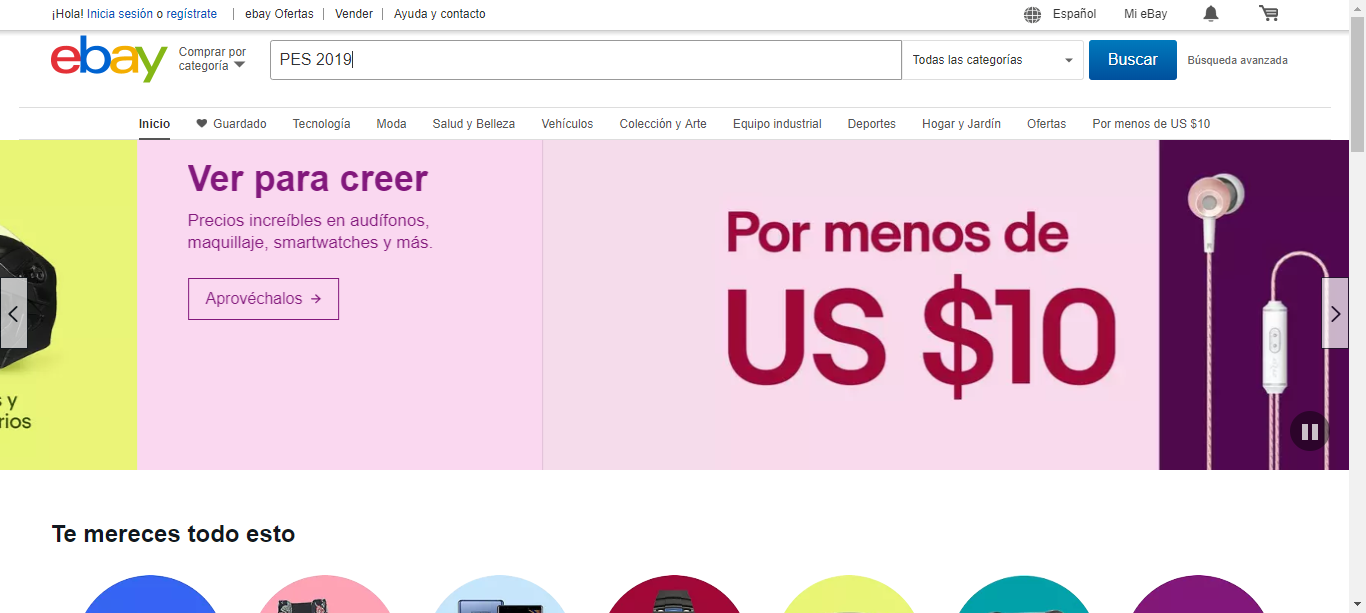 ¡Hola! Inicia sesión o regístrate
ebay Ofertas
Vender
Ayuda y contacto
Español
Mi eBay
ebay
Comprar por
categoría
PES 2019
Todas las categorías
Buscar
Búsqueda avanzada
Inicio
Guardado
Tecnología
Moda
Salud y Belleza
Vehículos
Colección y Arte
Equipo industrial
Deportes
Hogar y Jardín
Ofertas
Por menos de US $10
Ver para creer
Precios increíbles en audífonos,
maquillaje, smartwatches y más.
Aprovéchalos →
Por menos de
US $10
y
Te mereces todo esto